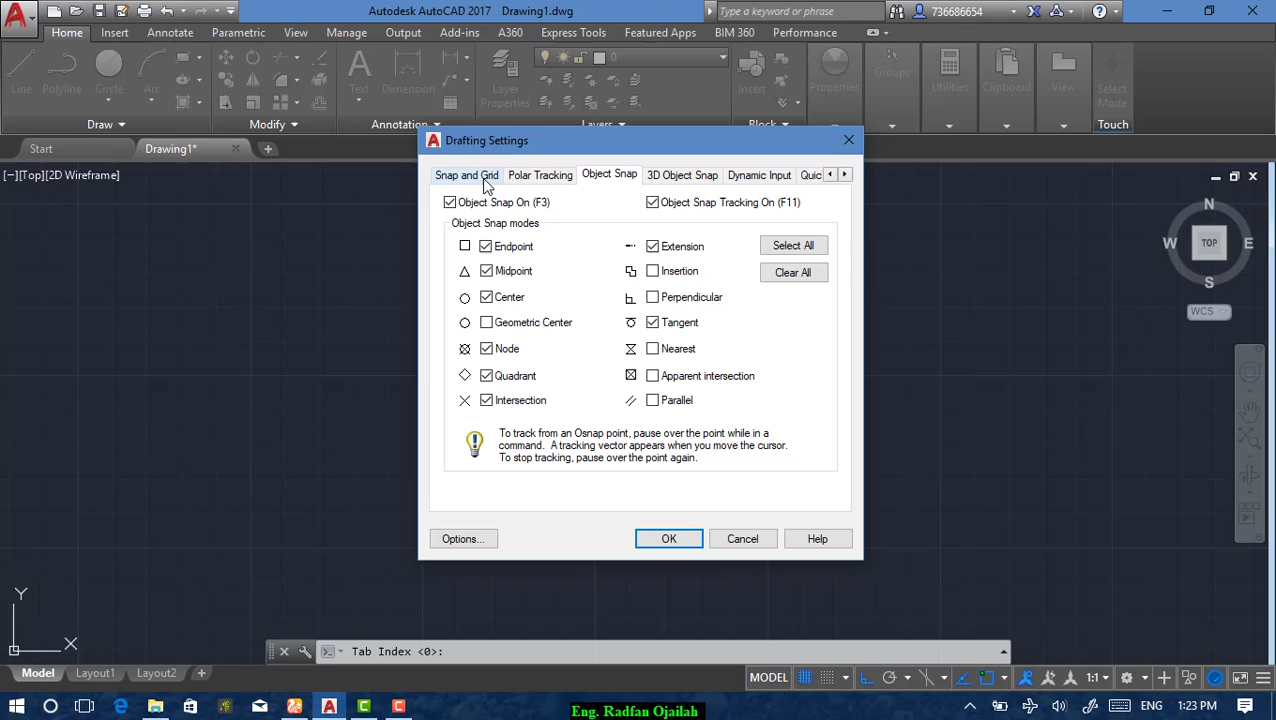 Autodesk AutoCAD 2017 Drawing1.dwg
Type a keyword or phrase
736686654
Home Insert Annotate Parametric View Manage Output Add-ins A360 Express Tools Featured Apps BIM 360 Performance
Line Polyline Circle Arc Text Dimension Layer Properties 0 Insert Properties Groups Utilities Clipboard View Select Mode
Draw Modify Annotation Layers Block Touch
Start Drawing1*
[−][Top][2D Wireframe]
Drafting Settings
Snap and Grid Polar Tracking Object Snap 3D Object Snap Dynamic Input Quic
Object Snap On (F3) Object Snap Tracking On (F11)
Object Snap modes
Endpoint Extension Select All
Midpoint Insertion Clear All
Center Perpendicular
Geometric Center Tangent
Node Nearest
Quadrant Apparent intersection
Intersection Parallel
To track from an Osnap point, pause over the point while in a
command. A tracking vector appears when you move the cursor.
To stop tracking, pause over the point again.
Options... OK Cancel Help
N
W TOP E
S
WCS
Y
X
Tab Index <0>:
Model Layout1 Layout2
MODEL 1:1
ENG 1:23 PM
Eng. Radfan Ojailah